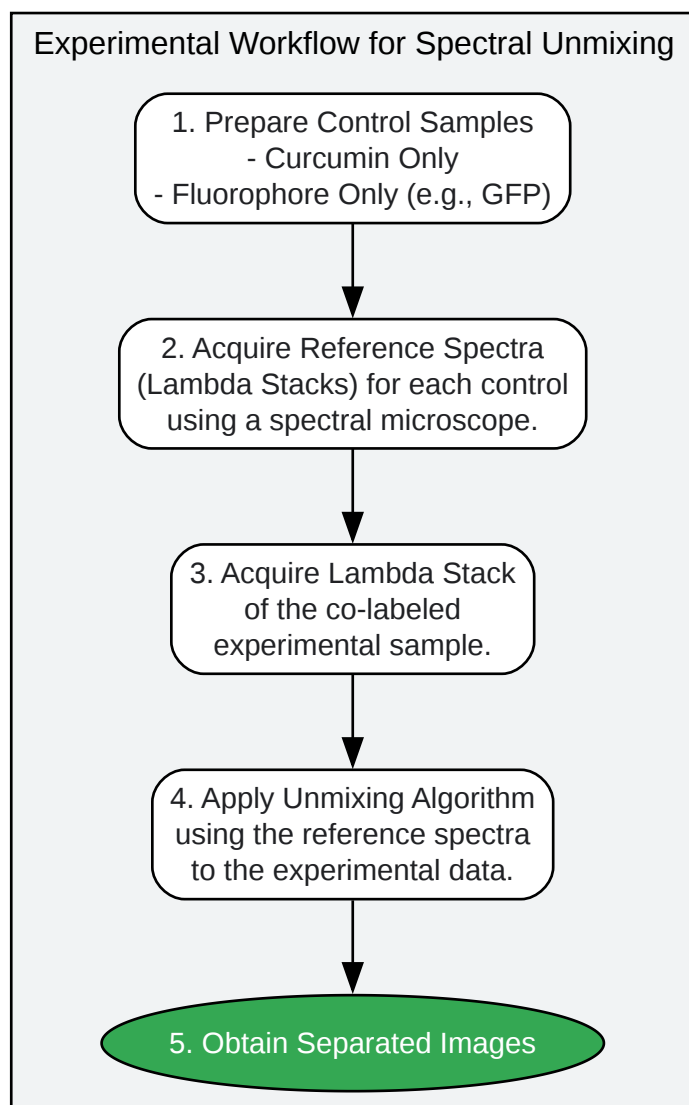 Experimental Workflow for Spectral Unmixing
1. Prepare Control Samples
- Curcumin Only
- Fluorophore Only (e.g., GFP)
2. Acquire Reference Spectra
(Lambda Stacks) for each control
using a spectral microscope.
3. Acquire Lambda Stack
of the co-labeled
experimental sample.
4. Apply Unmixing Algorithm
using the reference spectra
to the experimental data.
5. Obtain Separated Images